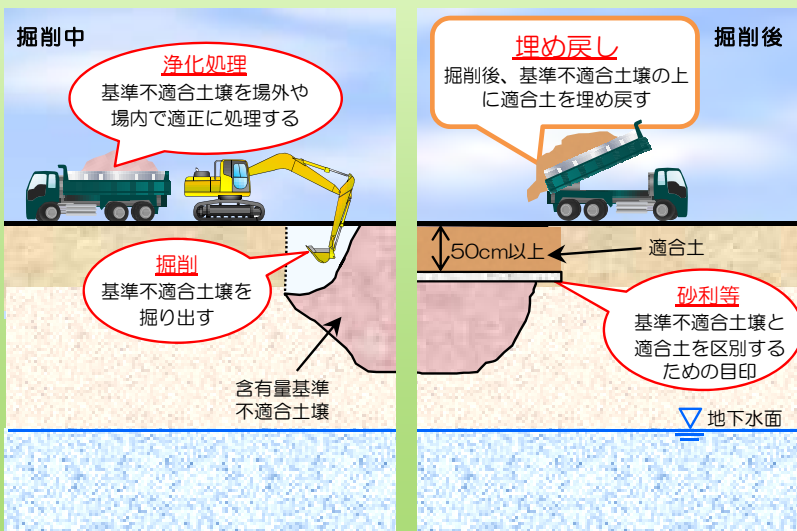 掘削中
浄化処理
基準不適合土壌を場外や
場内で適正に処理する
掘削
基準不適合土壌を
掘り出す
含有量基準
不適合土壌
掘削後
埋め戻し
掘削後、基準不適合土壌の上
に適合土を埋め戻す
50cm以上
適合土
砂利等
基準不適合土壌と
適合土を区別する
ための目印
地下水面